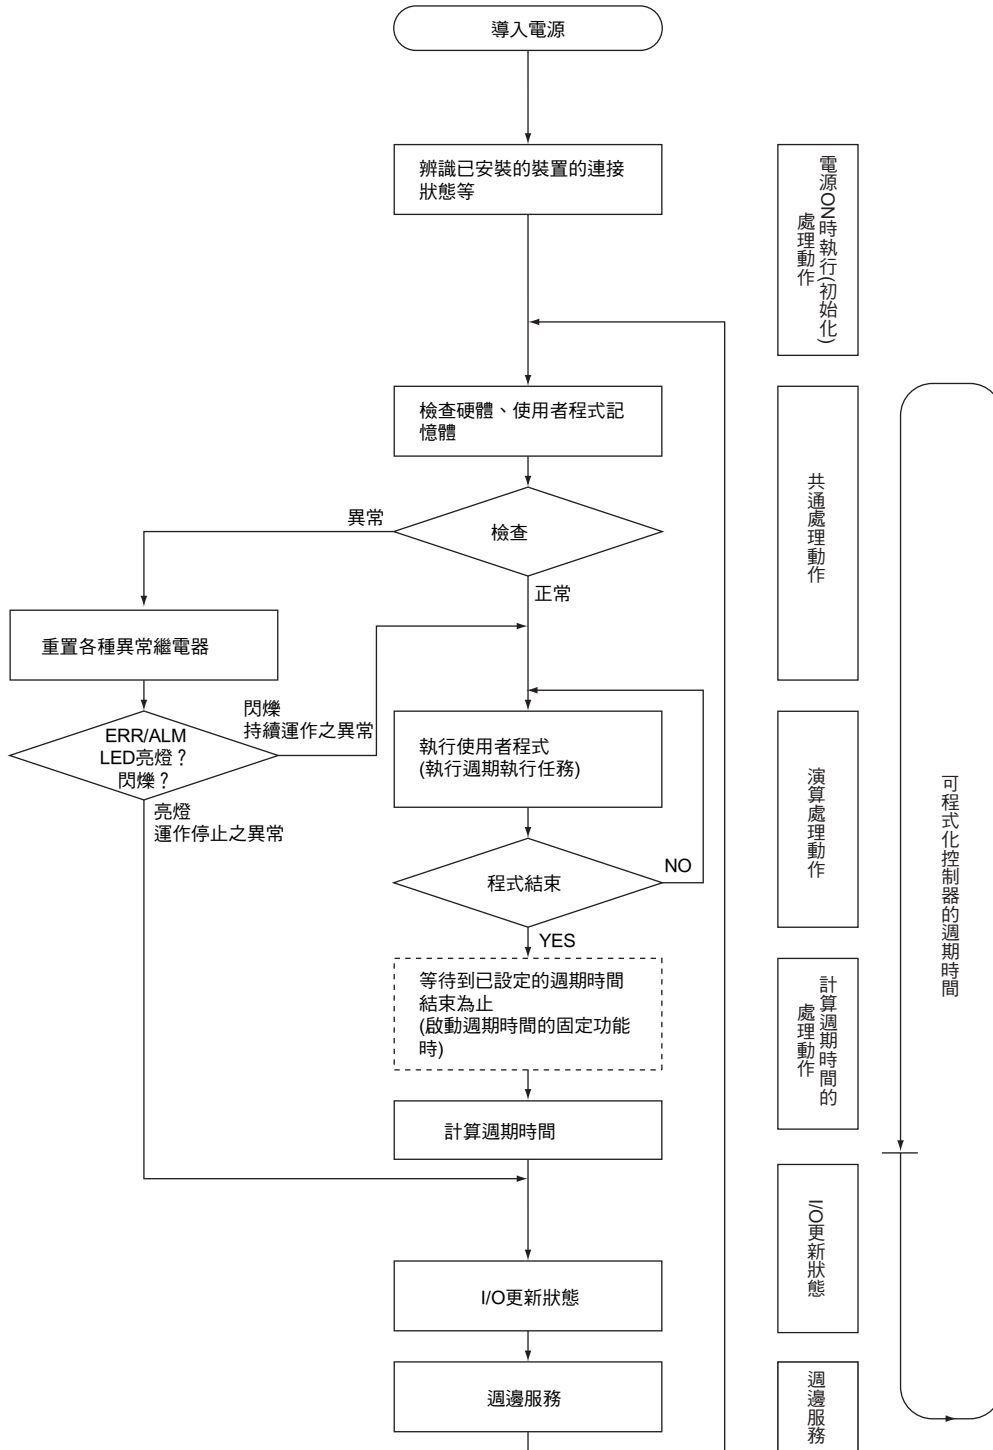 導入電源
辨識已安裝的裝置的連接
狀態等
電源ON時執行(初始化)
處理動作
檢查硬體、使用者程式記
憶體
共通處理動作
檢查
異常
正常
重置各種異常繼電器
ERR/ALM
LED亮燈？
閃爍？
閃爍
持續運作之異常
亮燈
運作停止之異常
執行使用者程式
(執行週期執行任務)
演算處理動作
程式結束
NO
YES
可程式化控制器的週期時間
等待到已設定的週期時間
結束為止
(啟動週期時間的固定功能
時)
計算週期時間的
處理動作
計算週期時間
I/O更新狀態
I/O更新狀態
週邊服務
週邊服務